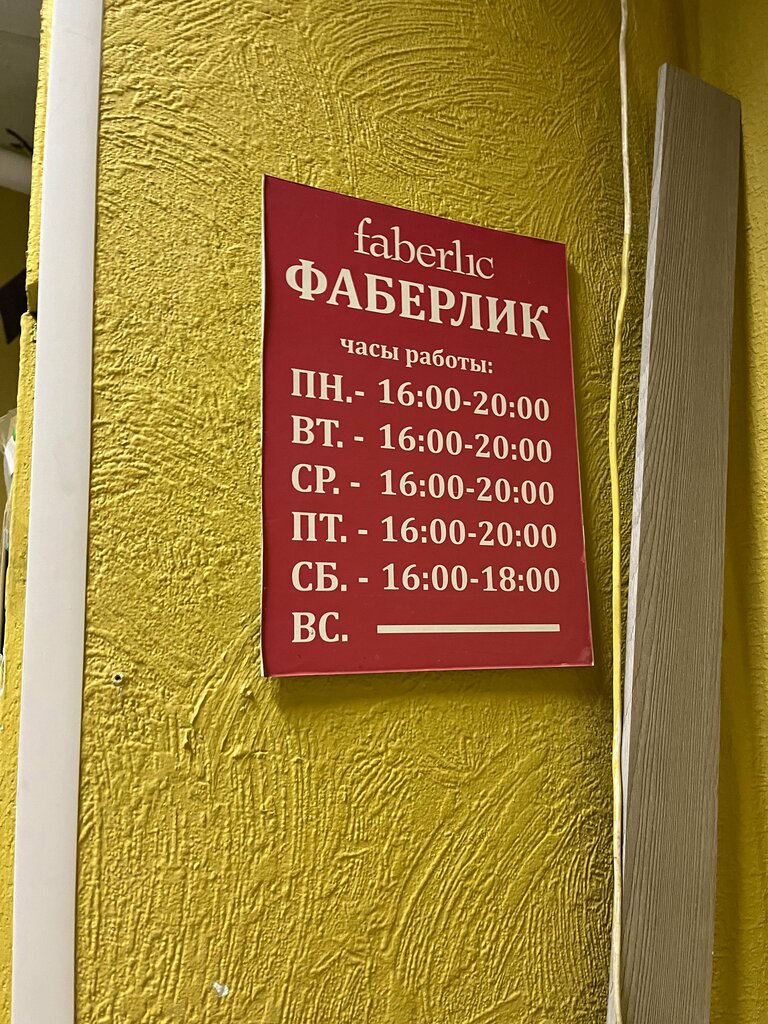 faberlic
ФАБЕРЛИК
часы работы:
ПН.- 16:00-20:00
ВТ. - 16:00-20:00
СР. - 16:00-20:00
ПТ. - 16:00-20:00
СБ. - 16:00-18:00
ВС. —